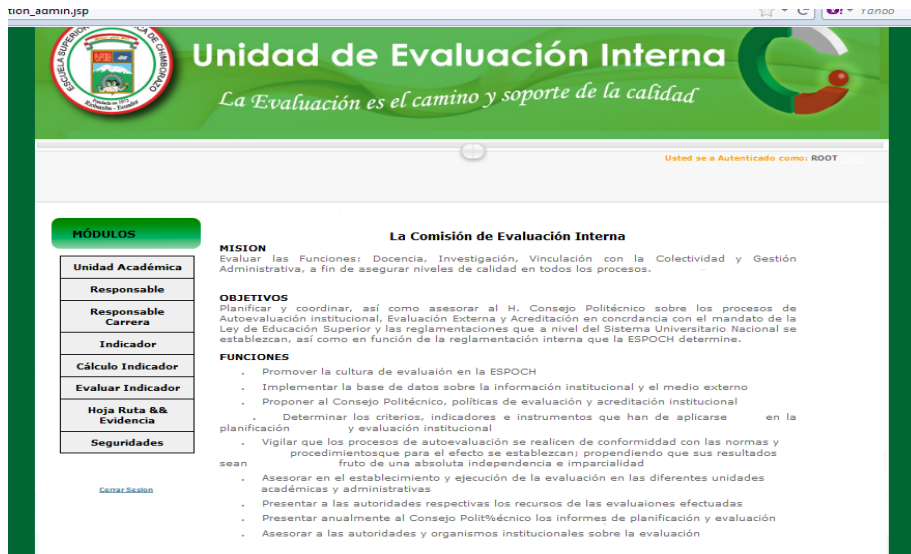 tion_admin.jsp
Yahoo
ESCUELA SUPERIOR
CA DE CHIMBORAZO
Fundada en 1972
Riobamba - Ecuador
Unidad de Evaluación Interna
La Evaluación es el camino y soporte de la calidad
Usted se a Autenticado como: ROOT
MÓDULOS
Unidad Académica
Responsable
Responsable
Carrera
Indicador
Cálculo Indicador
Evaluar Indicador
Hoja Ruta &&
Evidencia
Seguridades
Cerrar Sesion
La Comisión de Evaluación Interna
MISION
Evaluar las Funciones: Docencia, Investigación, Vinculación con la Colectividad y Gestión
Administrativa, a fin de asegurar niveles de calidad en todos los procesos.
OBJETIVOS
Planificar y coordinar, así como asesorar al H. Consejo Politécnico sobre los procesos de
Autoevaluación institucional, Evaluación Externa y Acreditación en concrdancia con el mandato de la
Ley de Educación Superior y las reglamentaciones que a nivel del Sistema Universitario Nacional se
establezcan, así como en función de la reglamentación interna que la ESPOCH determine.
FUNCIONES
. Promover la cultura de evaluaión en la ESPOCH
. Implementar la base de datos sobre la información institucional y el medio externo
. Proponer al Consejo Politécnico, políticas de evaluación y acreditación institucional
. Determinar los criterios, indicadores e instrumentos que han de aplicarse en la
planificación y evaluación institucional
. Vigilar que los procesos de autoevaluación se realicen de conformiddad con las normas y
procedimientosque para el efecto se establezcan; propendiendo que sus resultados
sean fruto de una absoluta independencia e imparcialidad
. Asesorar en el establecimiento y ejecución de la evaluación en las diferentes unidades
académicas y administrativas
. Presentar a las autoridades respectivas los recursos de las evaluaiones efectuadas
. Presentar anualmente al Consejo Polit%écnico los informes de planificación y evaluación
. Asesorar a las autoridades y organismos institucionales sobre la evaluación